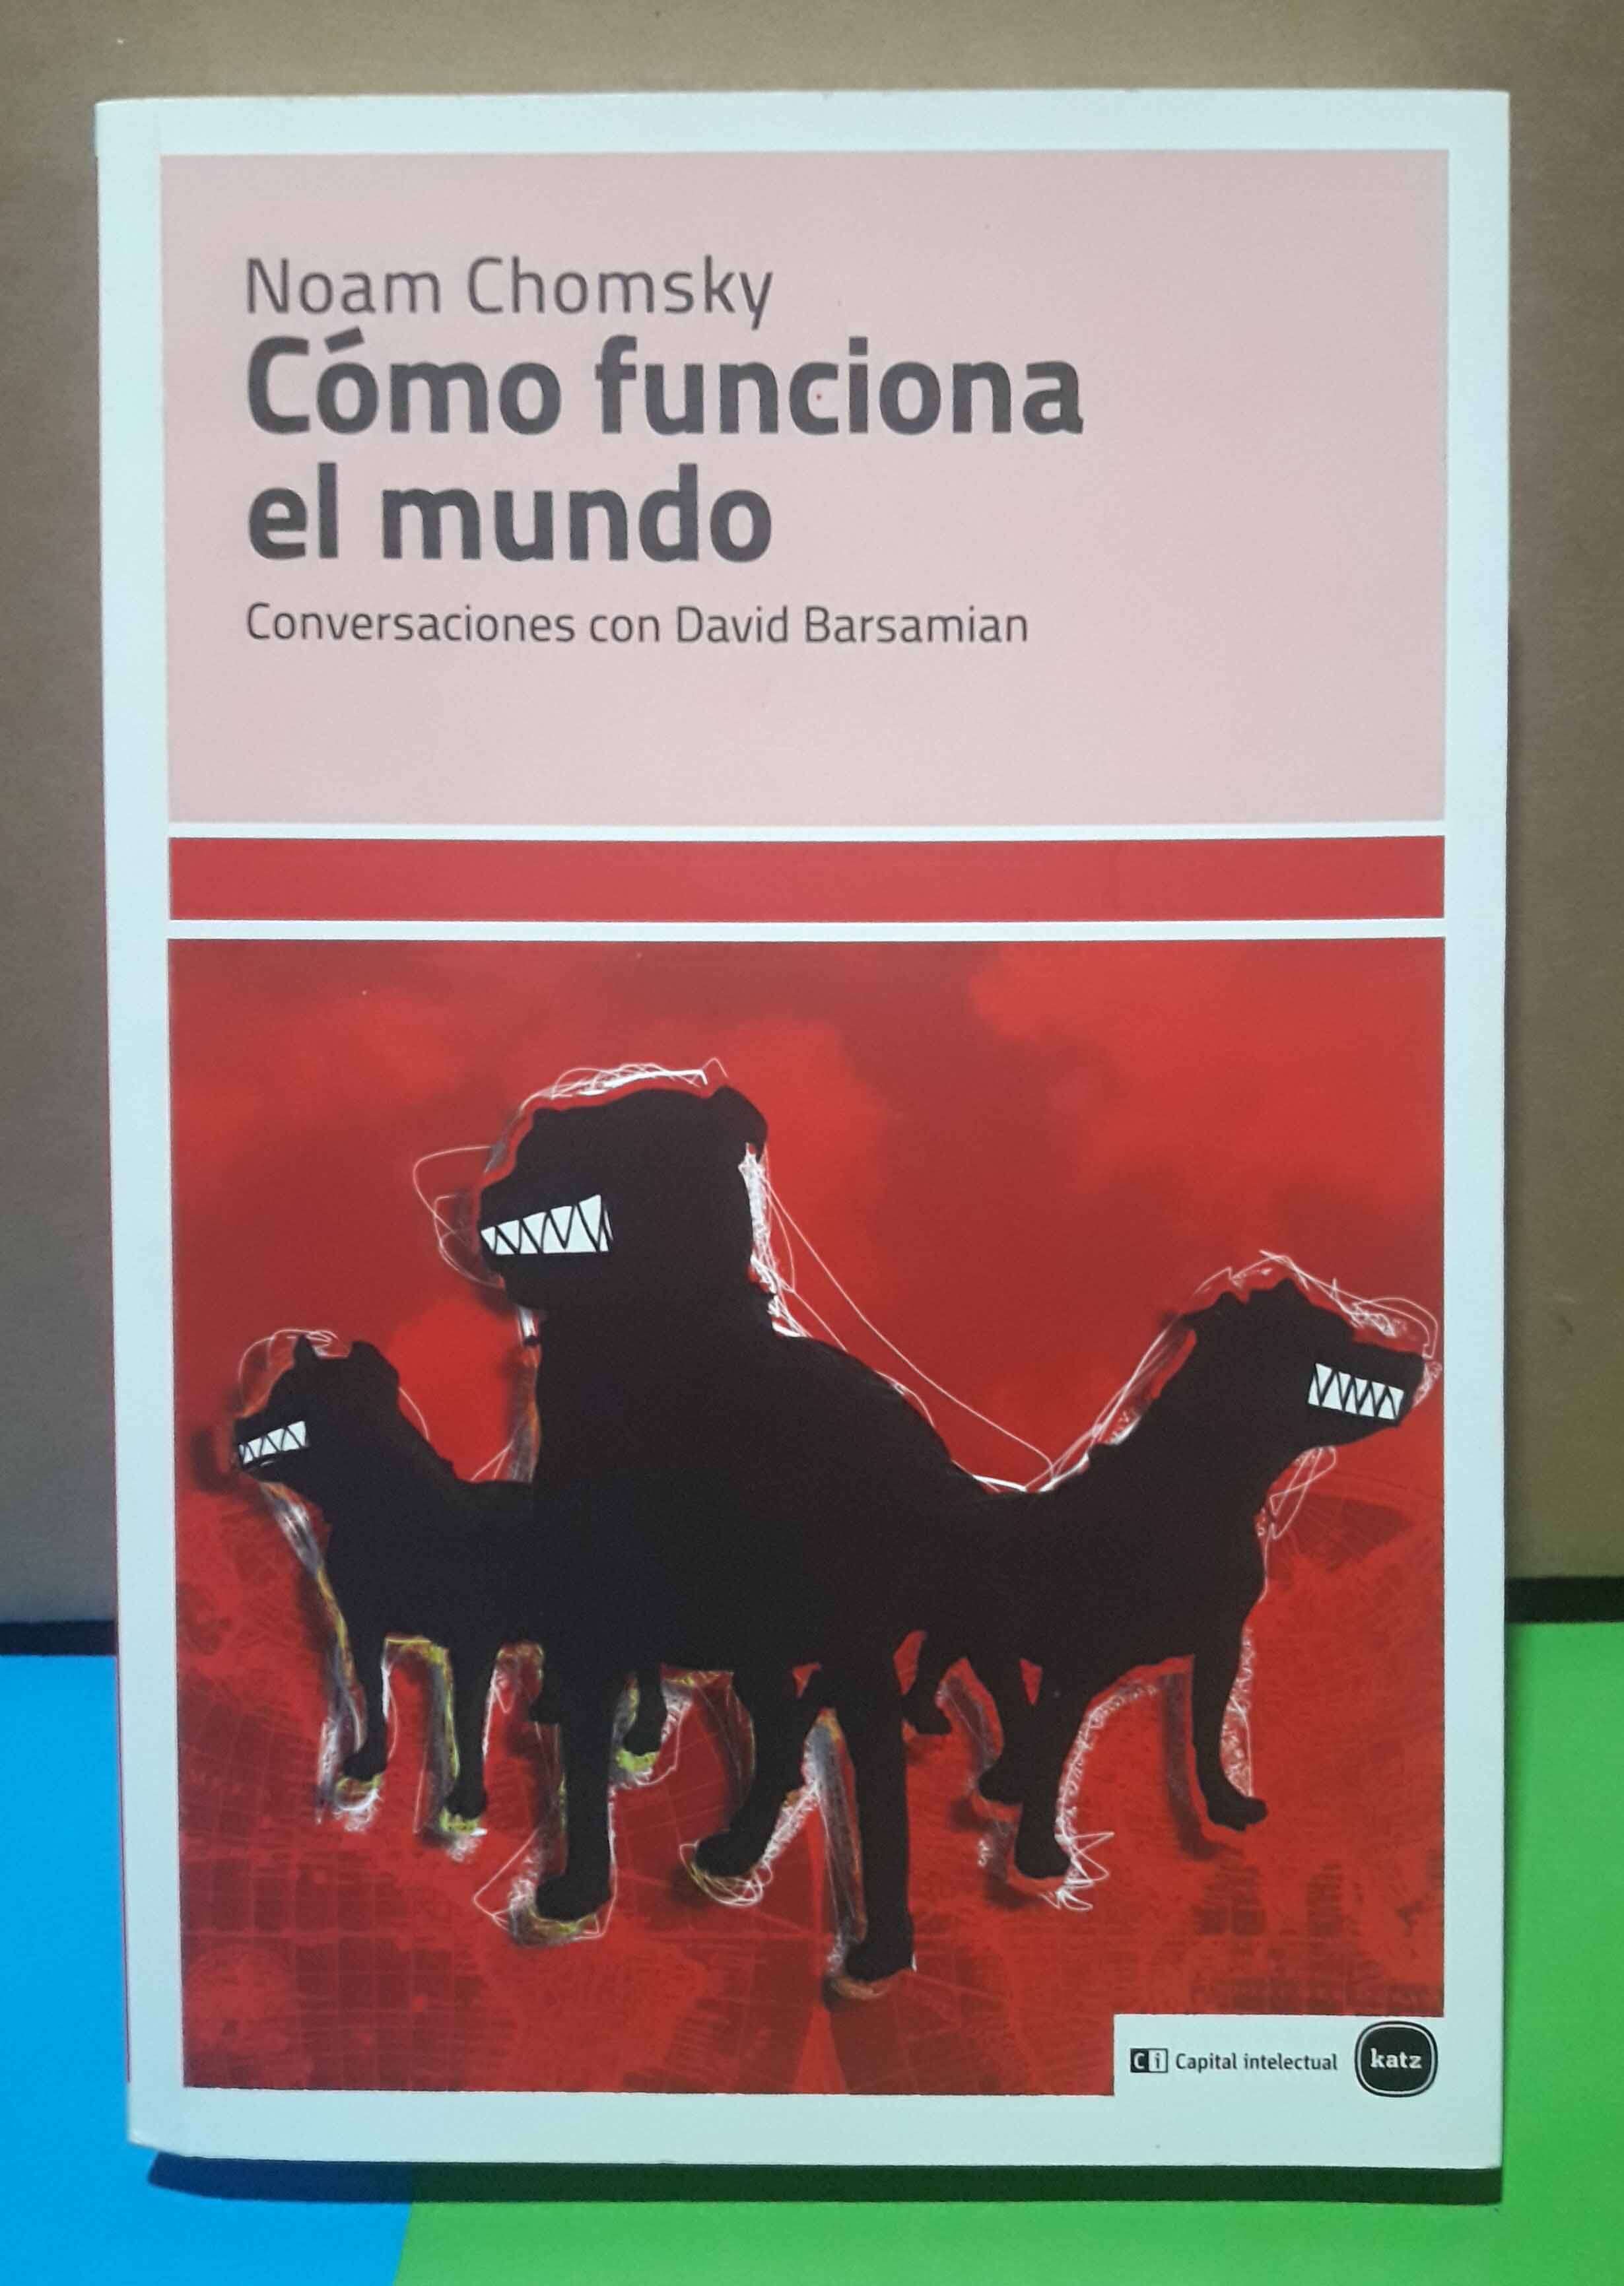 Noam Chomsky
Cómo funciona
el mundo
Conversaciones con David Barsamian
Ci Capital intelectual katz